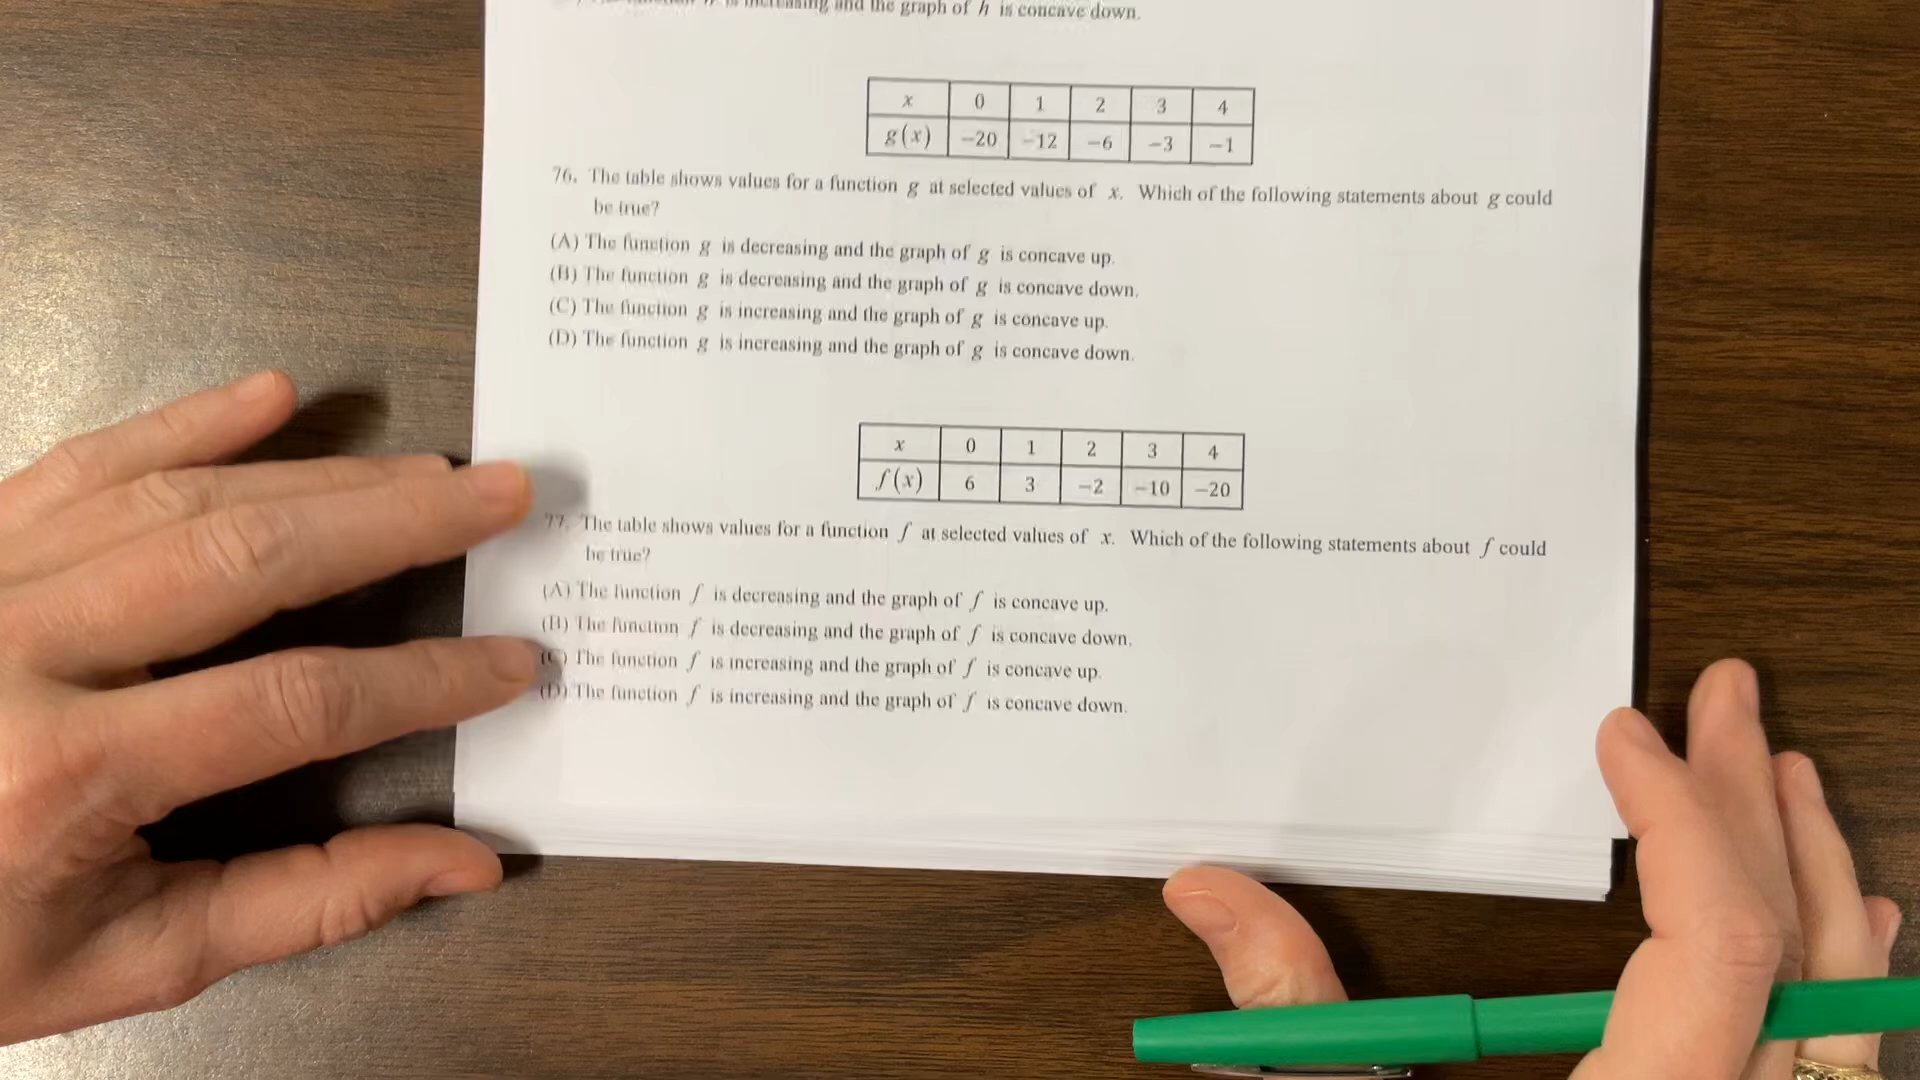 is increasing and the graph of h is concave down.
x 0 1 2 3 4
g(x) −20 −12 −6 −3 −1
76. The table shows values for a function g at selected values of x. Which of the following statements about g could
be true?
(A) The function g is decreasing and the graph of g is concave up.
(B) The function g is decreasing and the graph of g is concave down.
(C) The function g is increasing and the graph of g is concave up.
(D) The function g is increasing and the graph of g is concave down.
x 0 1 2 3 4
f(x) 6 3 −2 −10 −20
77. The table shows values for a function f at selected values of x. Which of the following statements about f could
be true?
(A) The function f is decreasing and the graph of f is concave up.
(B) The function f is decreasing and the graph of f is concave down.
(C) The function f is increasing and the graph of f is concave up.
(D) The function f is increasing and the graph of f is concave down.